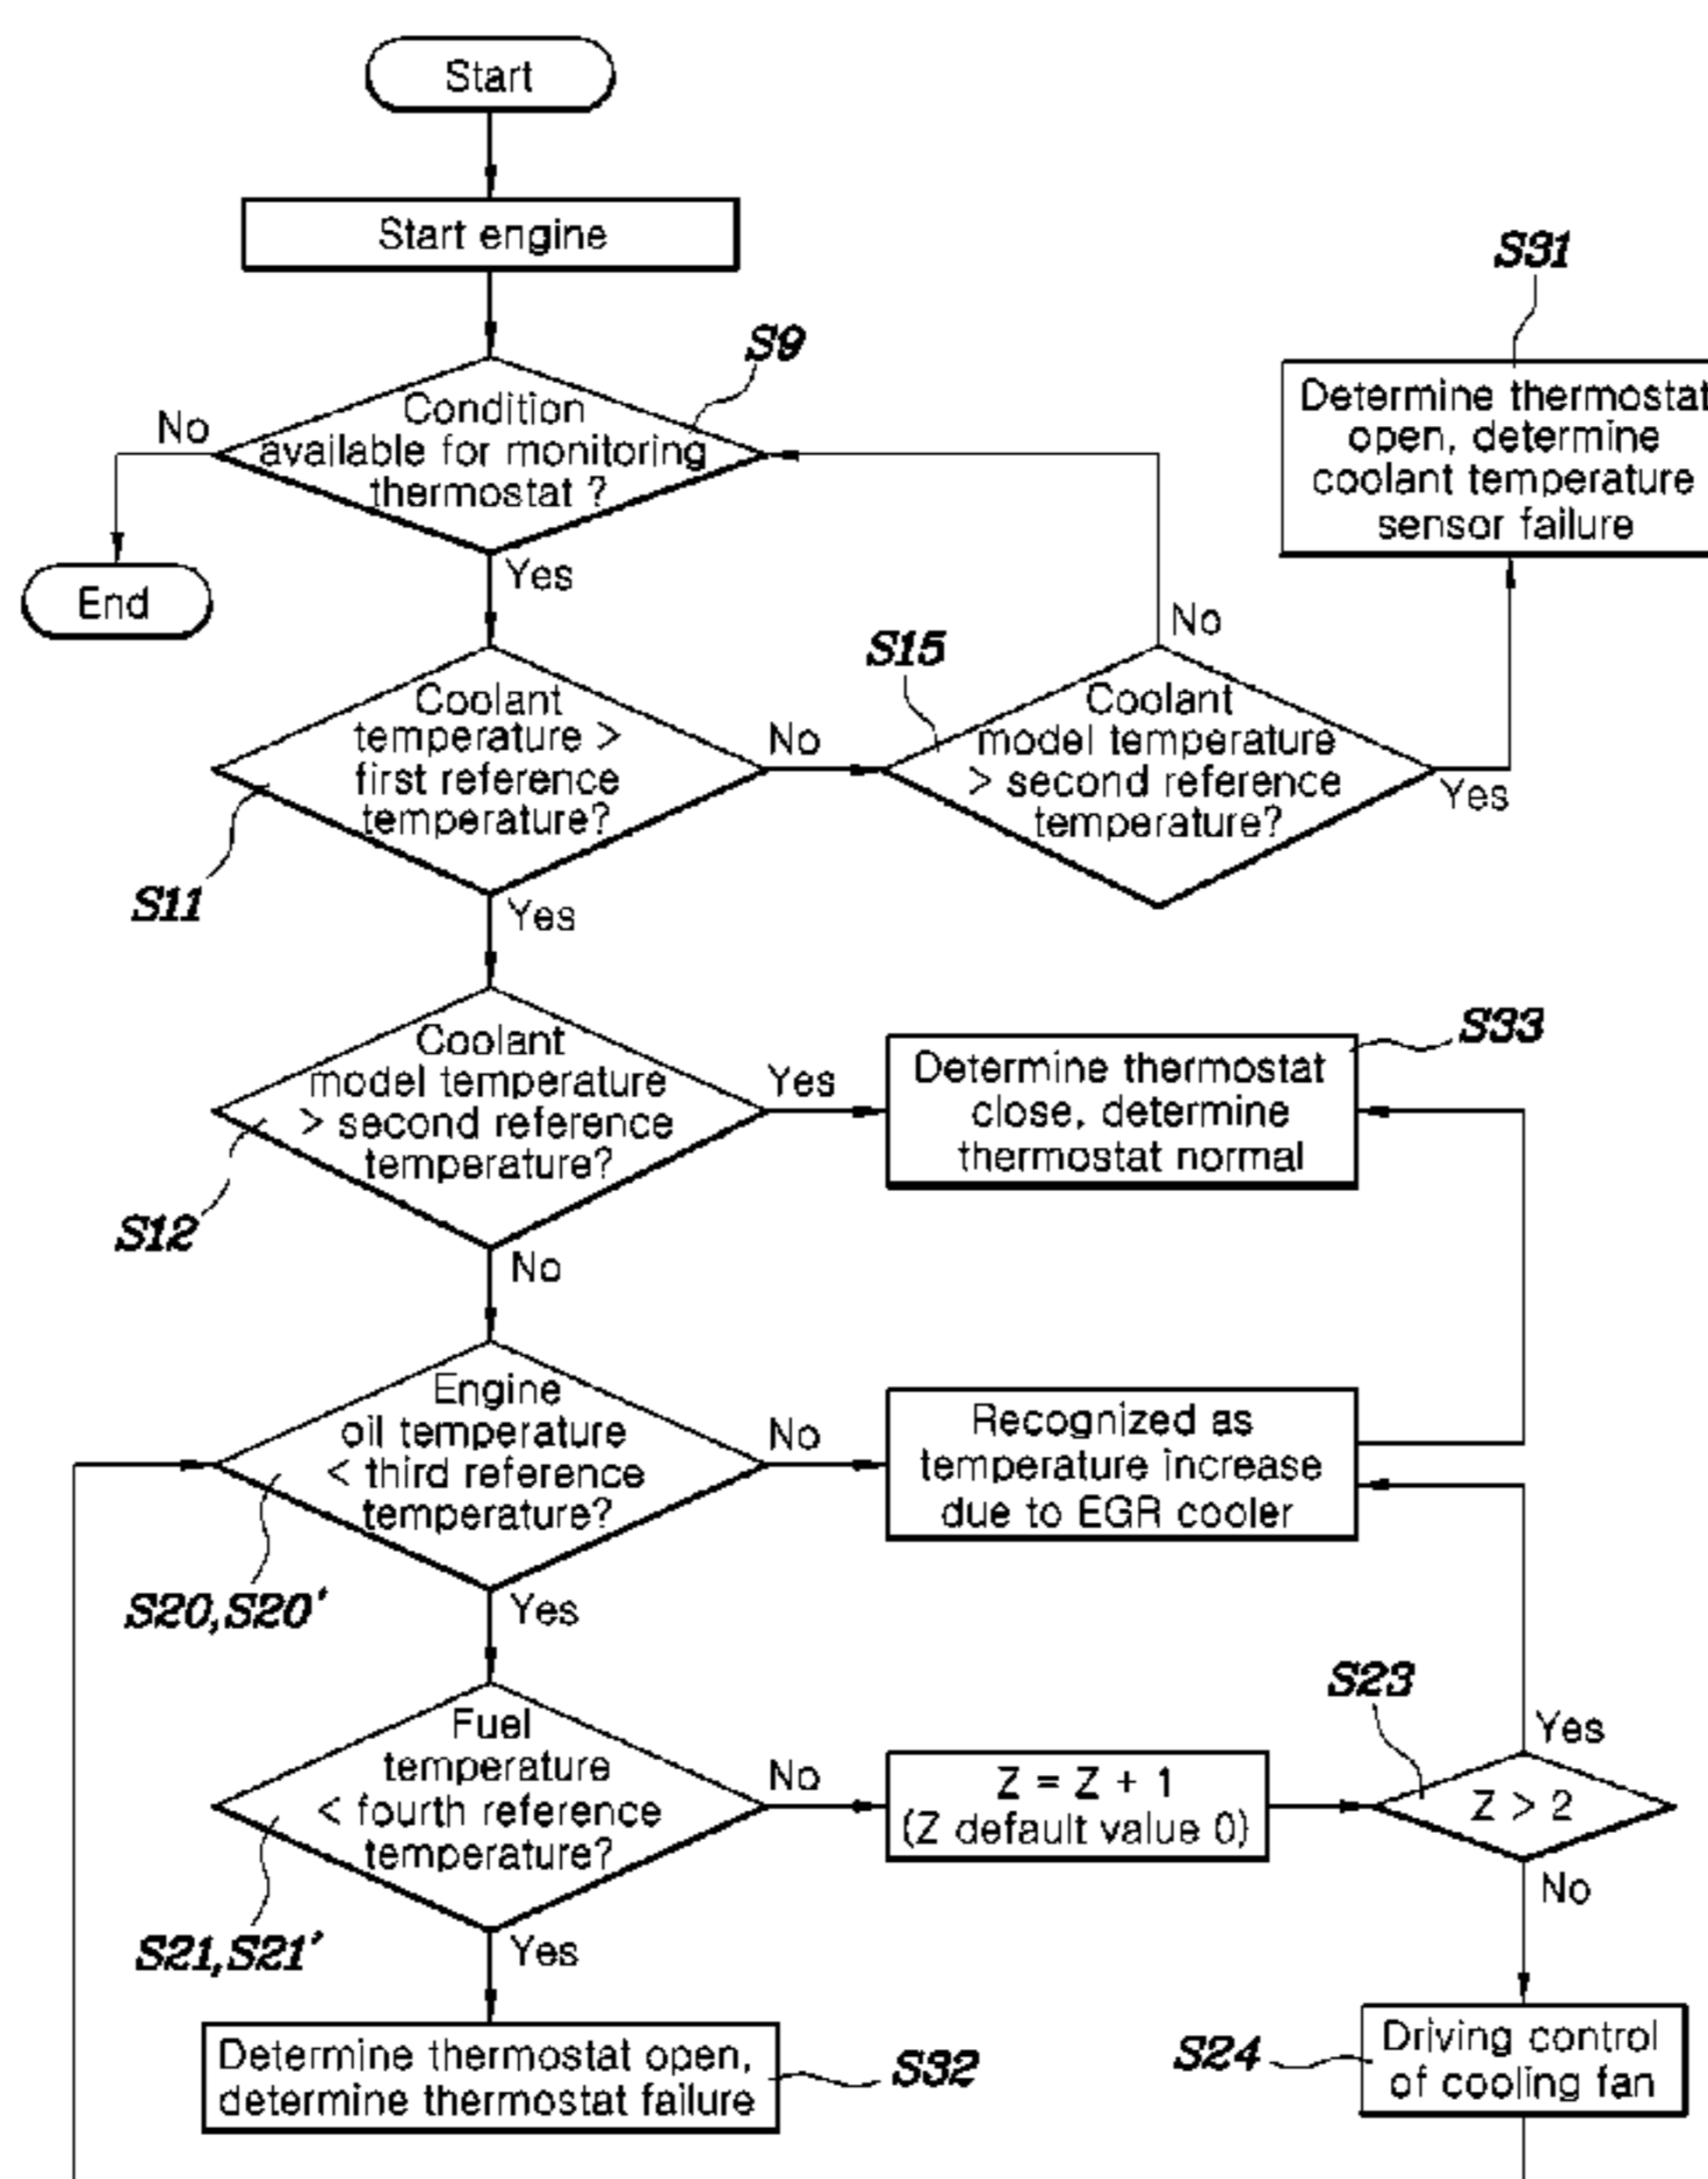 Start
Start engine
S9
Condition
available for monitoring
thermostat ?
No
End
Yes
S31
Determine thermostat
open, determine
coolant temperature
sensor failure
S11
Coolant
temperature >
first reference
temperature?
No
Yes
S15
Coolant
model temperature
> second reference
temperature?
No
Yes
S12
Coolant
model temperature
> second reference
temperature?
Yes
No
S33
Determine thermostat
close, determine
thermostat normal
S20,S20'
Engine
oil temperature
< third reference
temperature?
No
Yes
Recognized as
temperature increase
due to EGR cooler
S21,S21'
Fuel
temperature
< fourth reference
temperature?
No
Yes
Z = Z + 1
(Z default value 0)
S23
Z > 2
Yes
No
Determine thermostat open,
determine thermostat failure
S32
S24
Driving control
of cooling fan